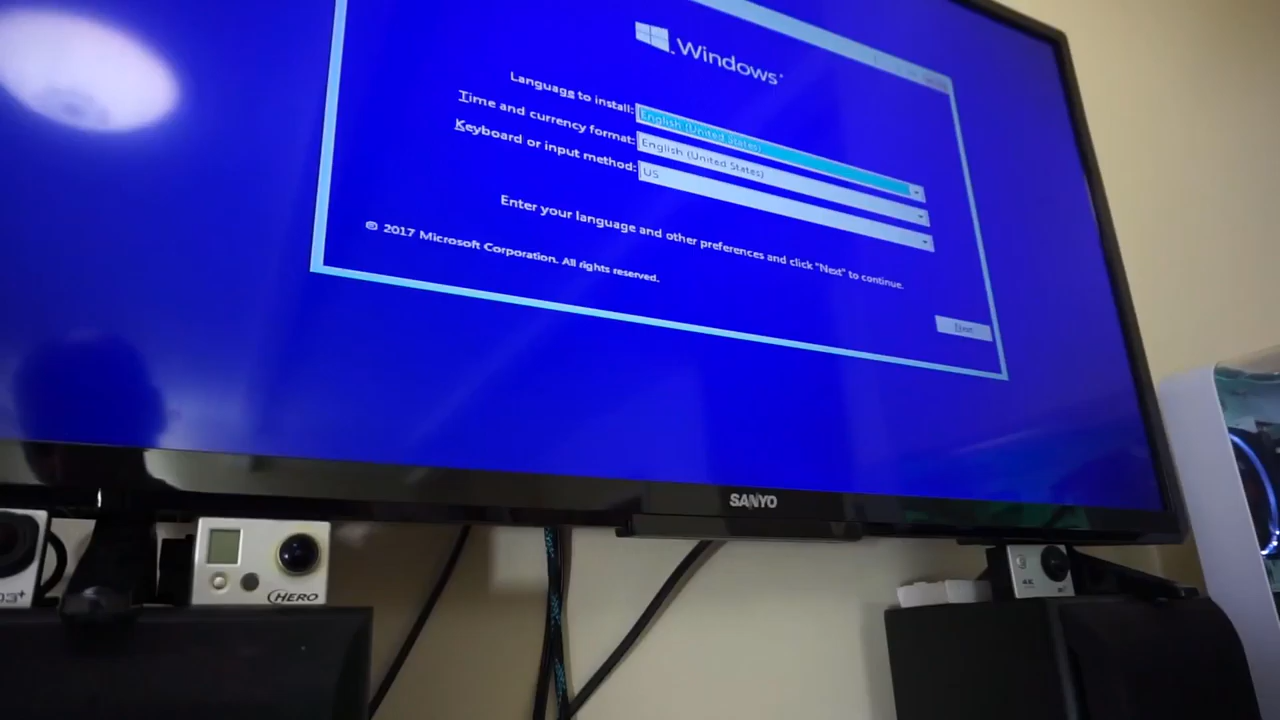 Windows
Language to install: English (United States)
Time and currency format: English (United States)
Keyboard or input method: US
Enter your language and other preferences and click "Next" to continue.
© 2017 Microsoft Corporation. All rights reserved.
Next
SANYO
HERO
4K